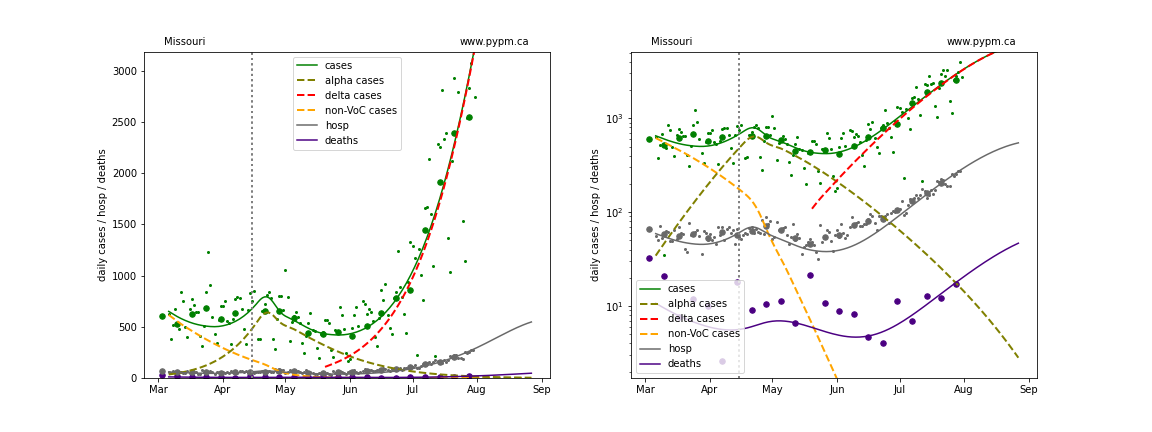 Missouri
www.pypm.ca
daily cases / hosp / deaths
3000
2500
2000
1500
1000
500
0
cases
alpha cases
delta cases
non-VoC cases
hosp
deaths
Mar
Apr
May
Jun
Jul
Aug
Sep
Missouri
www.pypm.ca
daily cases / hosp / deaths
10³
10²
10¹
cases
alpha cases
delta cases
non-VoC cases
hosp
deaths
Mar
Apr
May
Jun
Jul
Aug
Sep